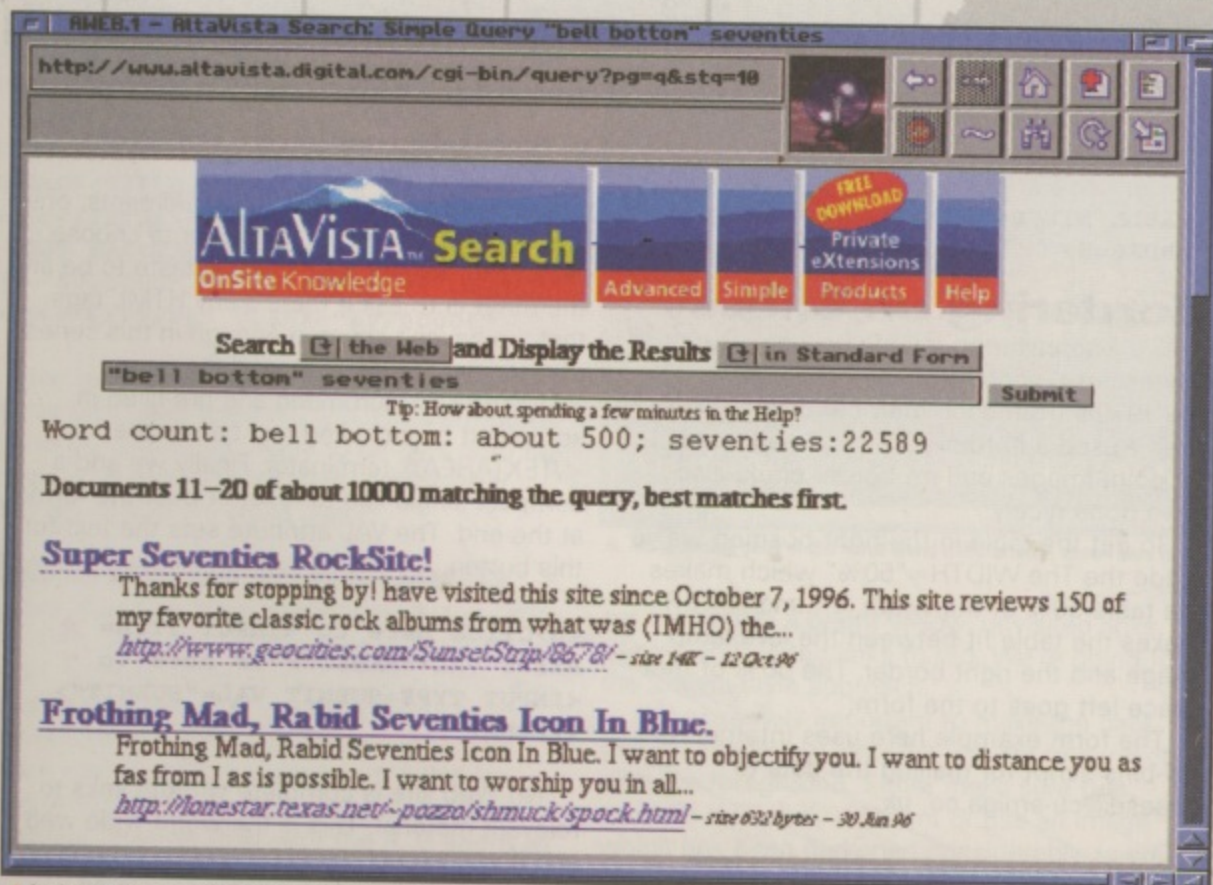 AWEB.1 - AltaVista Search: Simple Query "bell bottom" seventies
http://www.altavista.digital.com/cgi-bin/query?pg=q&stq=10
ALTAVISTA™ Search
OnSite Knowledge
Advanced
Simple
FREE DOWNLOAD
Private eXtensions
Products
Help
Search the Web and Display the Results in Standard Form
"bell bottom" seventies
Submit
Tip: How about spending a few minutes in the Help?
Word count: bell bottom: about 500; seventies:22589
Documents 11-20 of about 10000 matching the query, best matches first.
Super Seventies RockSite!
Thanks for stopping by! have visited this site since October 7, 1996. This site reviews 150 of
my favorite classic rock albums from what was (IMHO) the...
http://www.geocities.com/SunsetStrip/8678/ - size 14K - 12 Oct 96
Frothing Mad, Rabid Seventies Icon In Blue.
Frothing Mad, Rabid Seventies Icon In Blue. I want to objectify you. I want to distance you as
far from I as is possible. I want to worship you in all...
http://lonestar.texas.net/~pozzo/shmuck/spock.html - size 632 bytes - 30 Jun 96